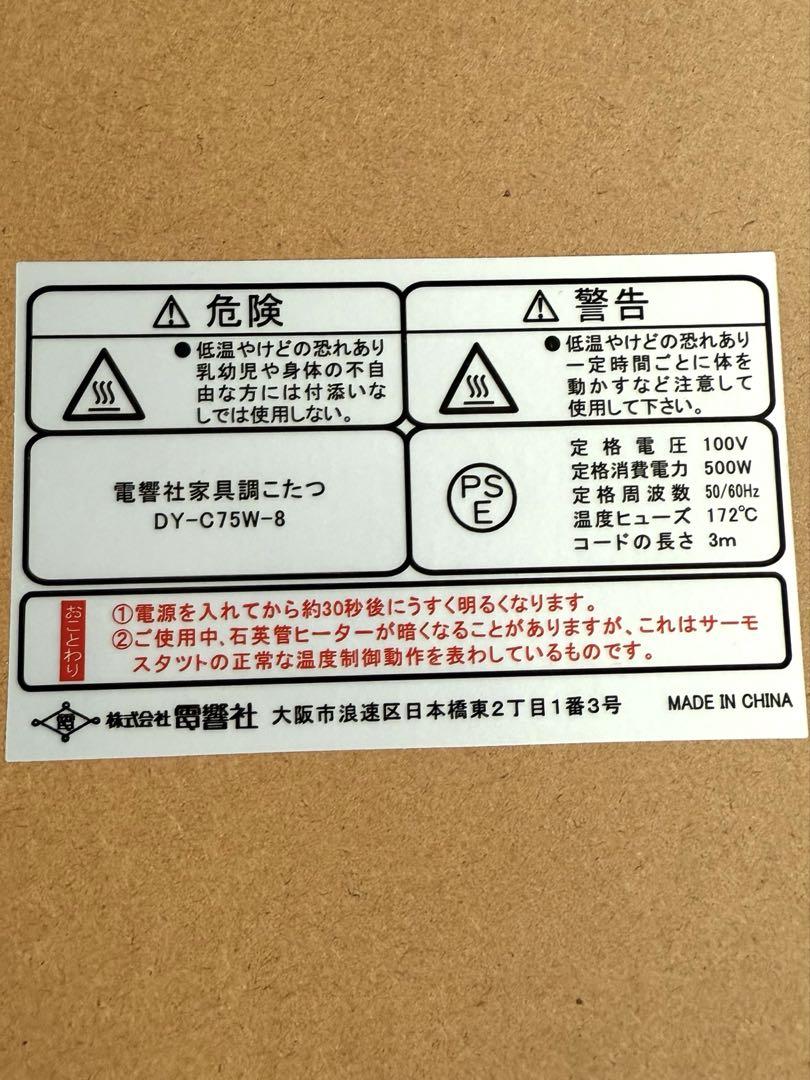 危険
●低温やけどの恐れあり
乳幼児や身体の不自
由な方には付添いな
しでは使用しない。
警告
●低温やけどの恐れあり
一定時間ごとに体を
動かすなど注意して
使用して下さい。
電響社家具調こたつ
DY-C75W-8
PS
E
定格電圧 100V
定格消費電力 500W
定格周波数 50/60Hz
温度ヒューズ 172℃
コードの長さ 3m
おことわり
①電源を入れてから約30秒後にうすく明るくなります。
②ご使用中、石英管ヒーターが暗くなることがありますが、これはサーモ
スタットの正常な温度制御動作を表わしているものです。
電 株式会社 電響社 大阪市浪速区日本橋東2丁目1番3号 MADE IN CHINA